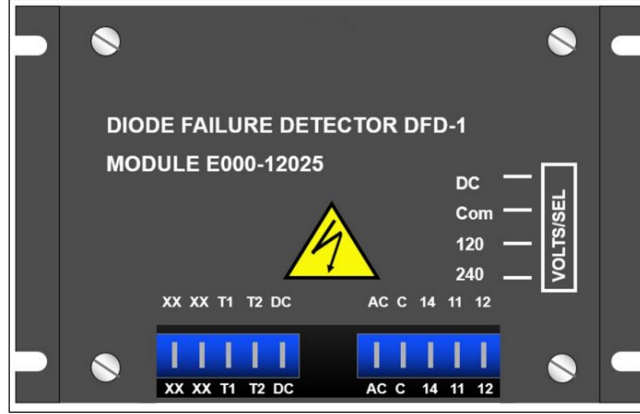 DIODE FAILURE DETECTOR DFD-1
MODULE E000-12025
DC
Com
120
240
VOLTS/SEL
XX XX T1 T2 DC
AC C 14 11 12
XX XX T1 T2 DC
AC C 14 11 12